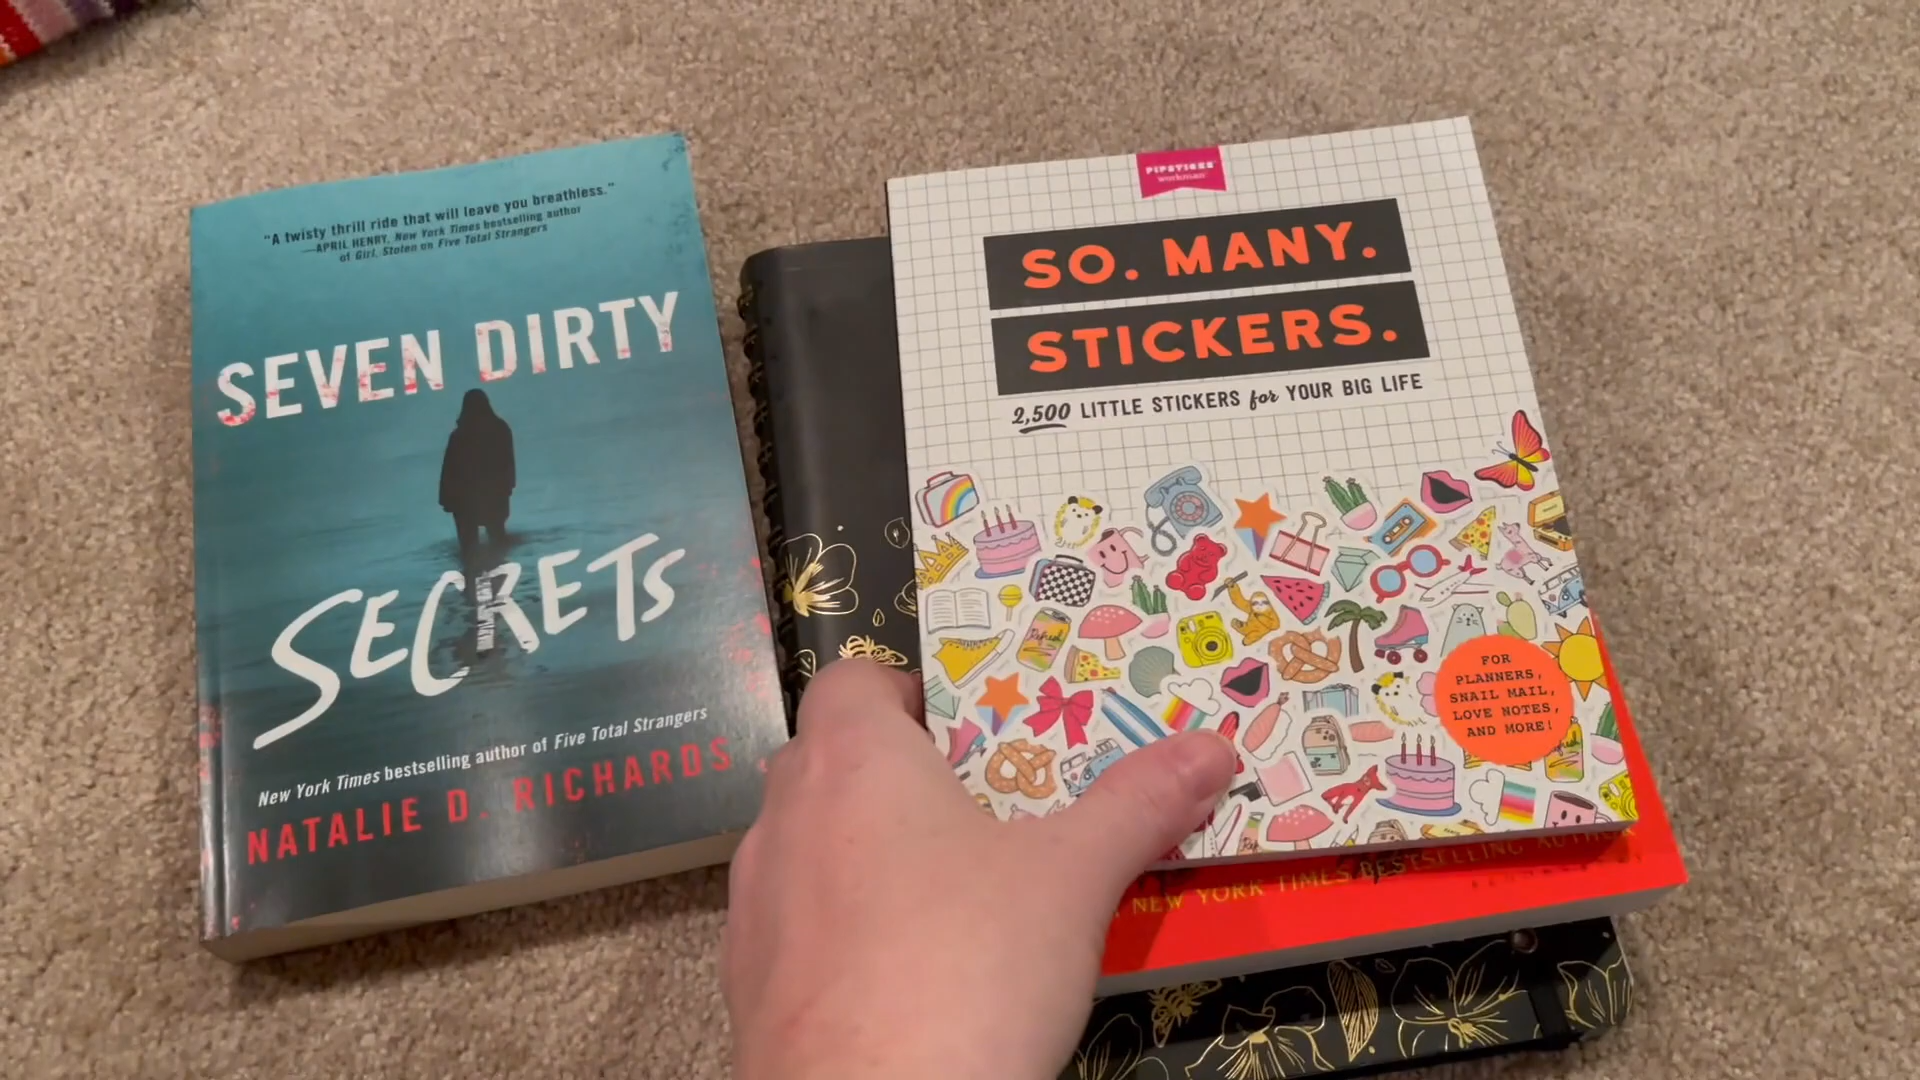 "A twisty thrill ride that will leave you breathless."
—APRIL HENRY, New York Times bestselling author
of Girl, Stolen on Five Total Strangers
SEVEN DIRTY
SECRETS
New York Times bestselling author of Five Total Strangers
NATALIE D. RICHARDS
PIPSTICKS
workman
SO. MANY.
STICKERS.
2,500 LITTLE STICKERS for YOUR BIG LIFE
FOR
PLANNERS,
SNAIL MAIL,
LOVE NOTES,
AND MORE!
Refresh
NEW YORK TIMES BESTSELLING AUTHOR